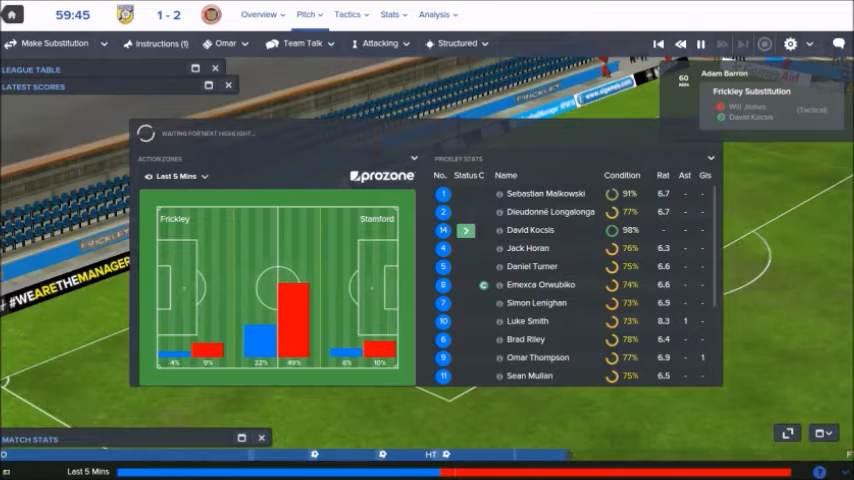 59:45
1 - 2
Overview
Pitch
Tactics
Stats
Analysis
Make Substitution
Instructions (1)
Omar
Team Talk
Attacking
Structured
LEAGUE TABLE
LATEST SCORES
60
MIN
Adam Barron
Frickley Substitution
Will James
David Kocsis
(Tactical)
WAITING FOR NEXT HIGHLIGHT...
ACTION ZONES
Last 5 Mins
prozone
Frickley
Stamford
4%
9%
22%
49%
6%
10%
FRICKLEY STATS
No. Status C Name Condition Rat Ast Gls
1 Sebastian Malkowski 91% 6.7 - -
2 Dieudonné Longalonga 77% 6.7 - -
14 David Kocsis 98% - - -
4 Jack Horan 76% 6.3 - -
5 Daniel Turner 75% 6.6 - -
8 C Emexca Orwubiko 74% 6.6 - -
7 Simon Lenighan 73% 6.9 - -
10 Luke Smith 73% 8.3 1 -
6 Brad Riley 78% 6.4 - -
9 Omar Thompson 77% 6.9 - 1
11 Sean Mullan 75% 6.5 - -
FRICKLEY
#WEARETHEMANAGER
MATCH STATS
HT
F
Last 5 Mins